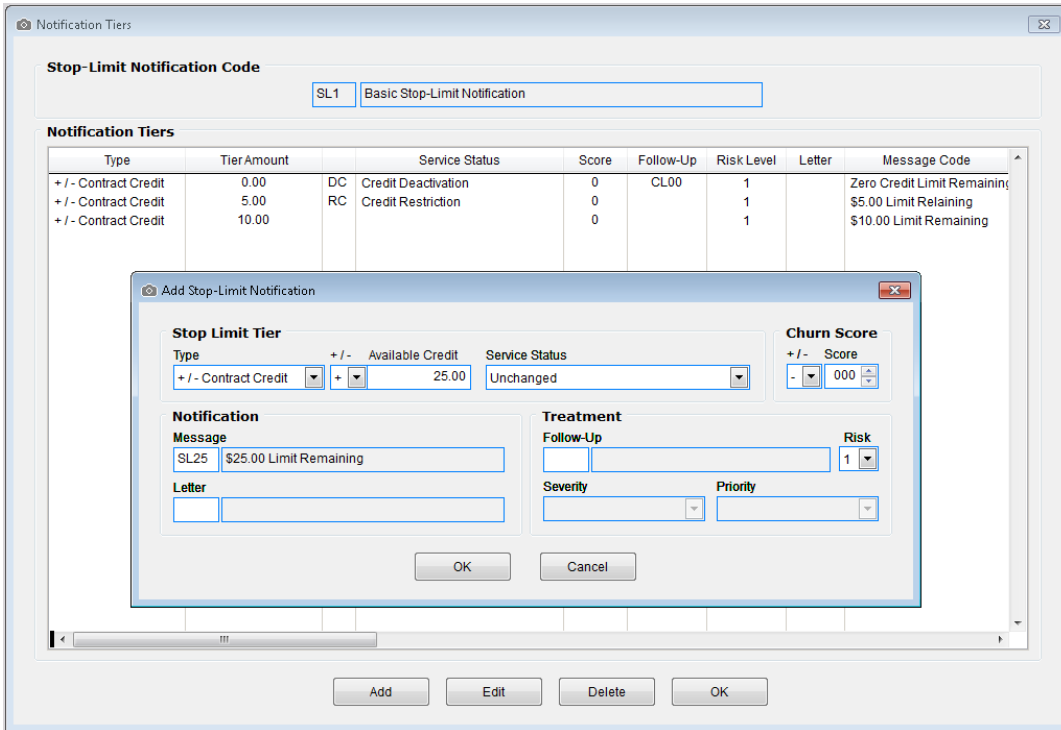 Notification Tiers
Stop-Limit Notification Code
SL1 Basic Stop-Limit Notification
Notification Tiers
Type Tier Amount Service Status Score Follow-Up Risk Level Letter Message Code
+ / - Contract Credit 0.00 DC Credit Deactivation 0 CL00 1 Zero Credit Limit Remaining
+ / - Contract Credit 5.00 RC Credit Restriction 0 1 $5.00 Limit Relaining
+ / - Contract Credit 10.00 0 1 $10.00 Limit Remaining
Add Stop-Limit Notification
Stop Limit Tier
Type + / - Available Credit Service Status
+ / - Contract Credit + 25.00 Unchanged
Churn Score
+ / - Score
- 000
Notification
Message
SL25 $25.00 Limit Remaining
Letter
Treatment
Follow-Up Risk
1
Severity Priority
OK Cancel
Add Edit Delete OK